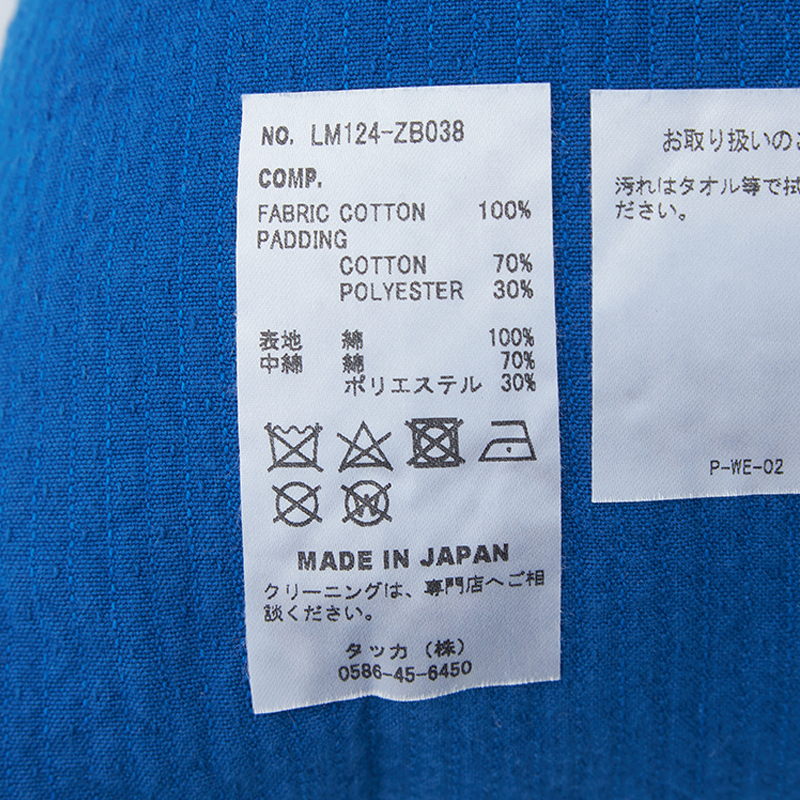 NO. LM124-ZB038
COMP.
FABRIC COTTON 100%
PADDING
COTTON 70%
POLYESTER 30%
表地 綿 100%
中綿 綿 70%
ポリエステル 30%
W
MADE IN JAPAN
クリーニングは、専門店へご相
談ください。
タッカ（株）
0586-45-6450
お取り扱いのご
汚れはタオル等で拭
ださい。
P-WE-02